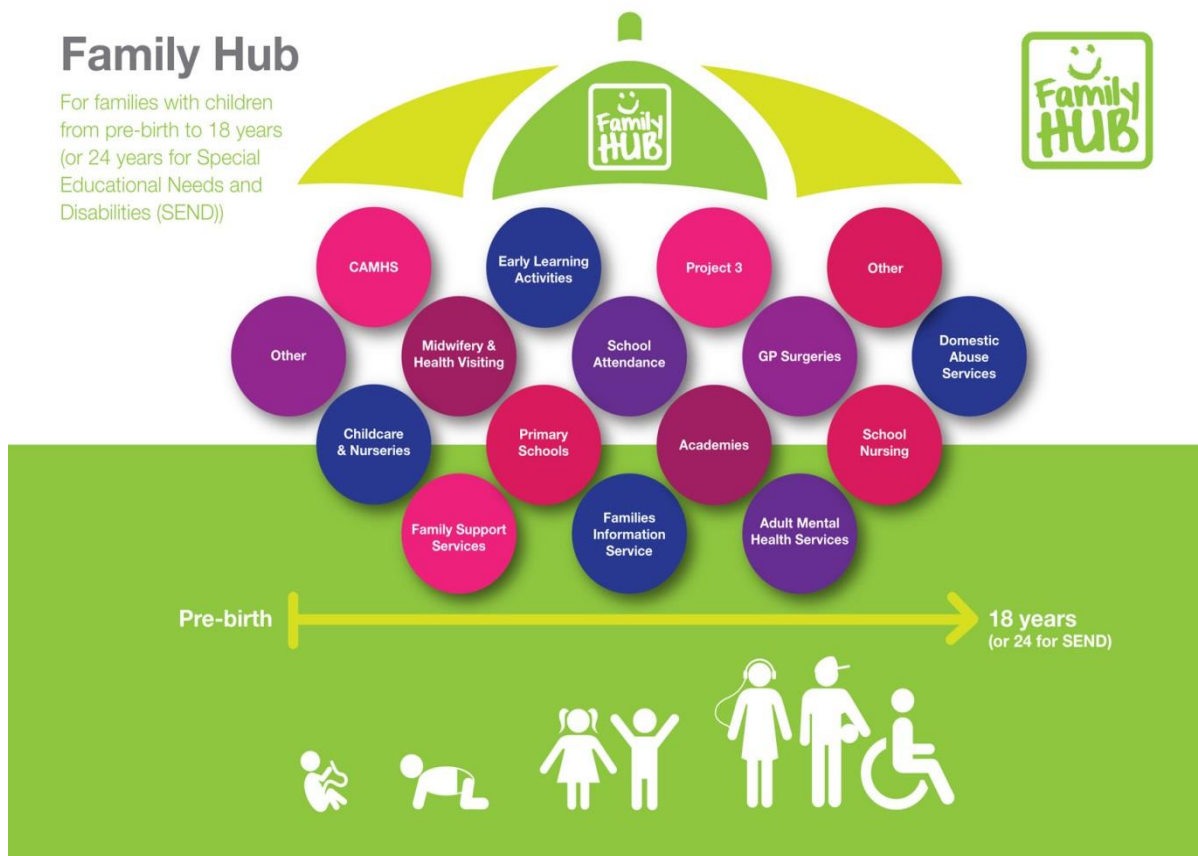 Family Hub
For families with children
from pre-birth to 18 years
(or 24 years for Special
Educational Needs and
Disabilities (SEND))
Family
HUB
Family
HUB
CAMHS
Early Learning
Activities
Project 3
Other
Other
Midwifery &
Health Visiting
School
Attendance
GP Surgeries
Domestic
Abuse
Services
Childcare
& Nurseries
Primary
Schools
Academies
School
Nursing
Family Support
Services
Families
Information
Service
Adult Mental
Health Services
Pre-birth
18 years
(or 24 for SEND)